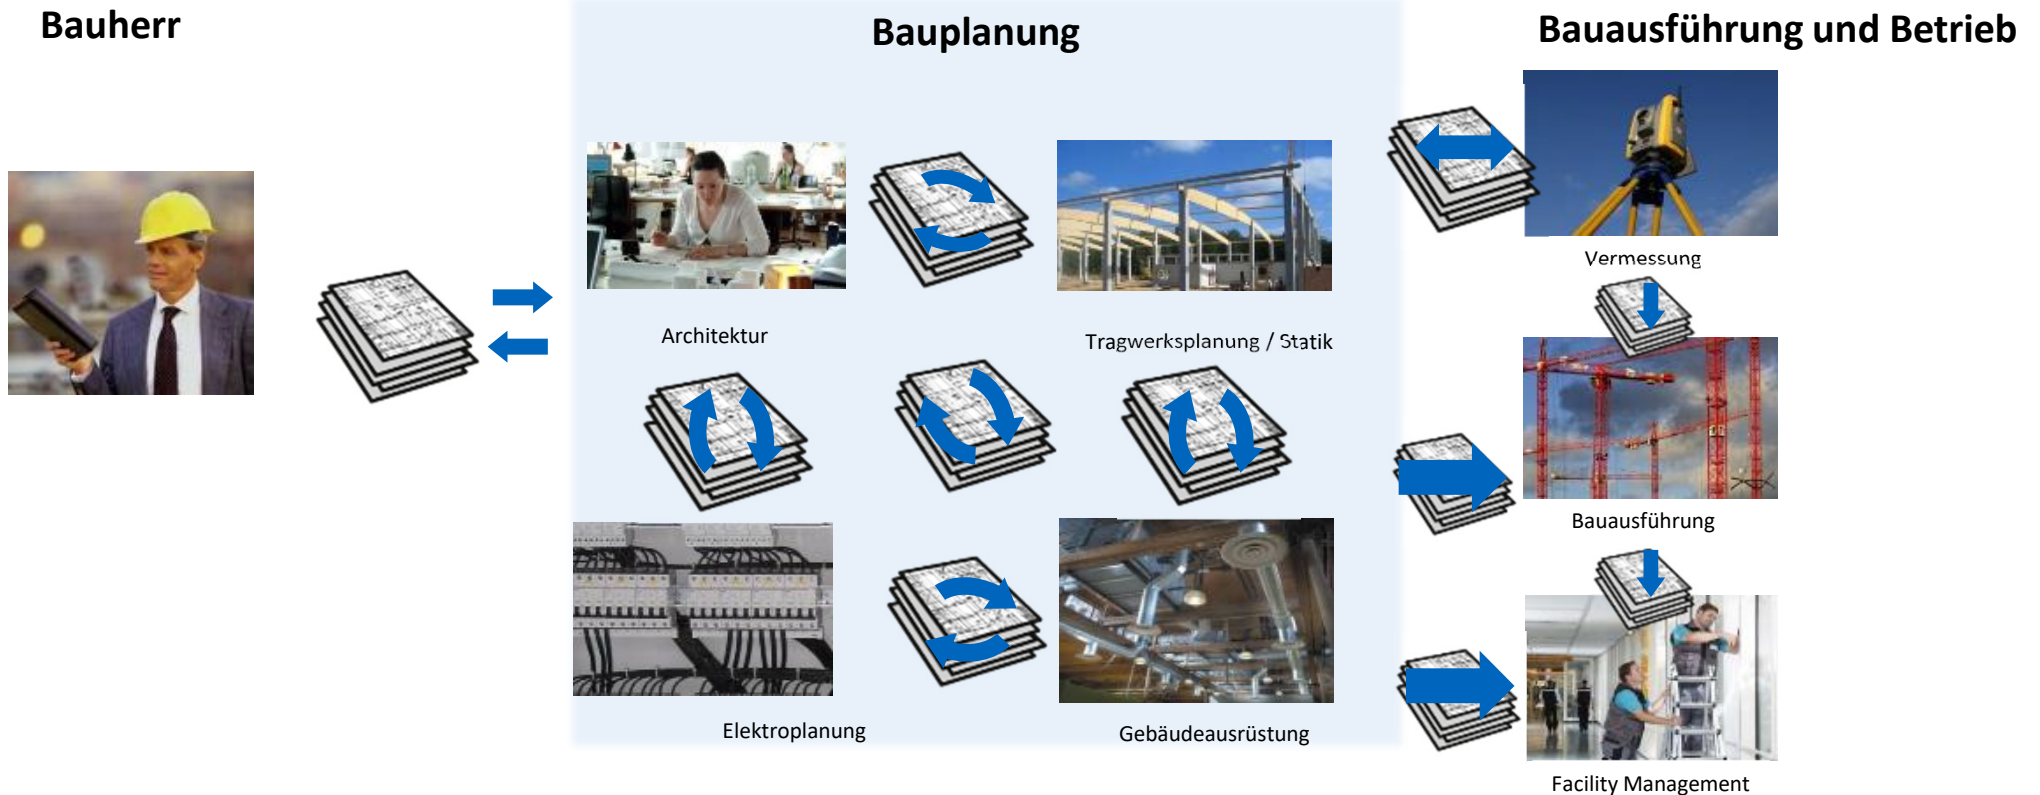 Bauherr
Bauplanung
Bauausführung und Betrieb
Architektur
Tragwerksplanung / Statik
Elektroplanung
Gebäudeausrüstung
Vermessung
Bauausführung
Facility Management